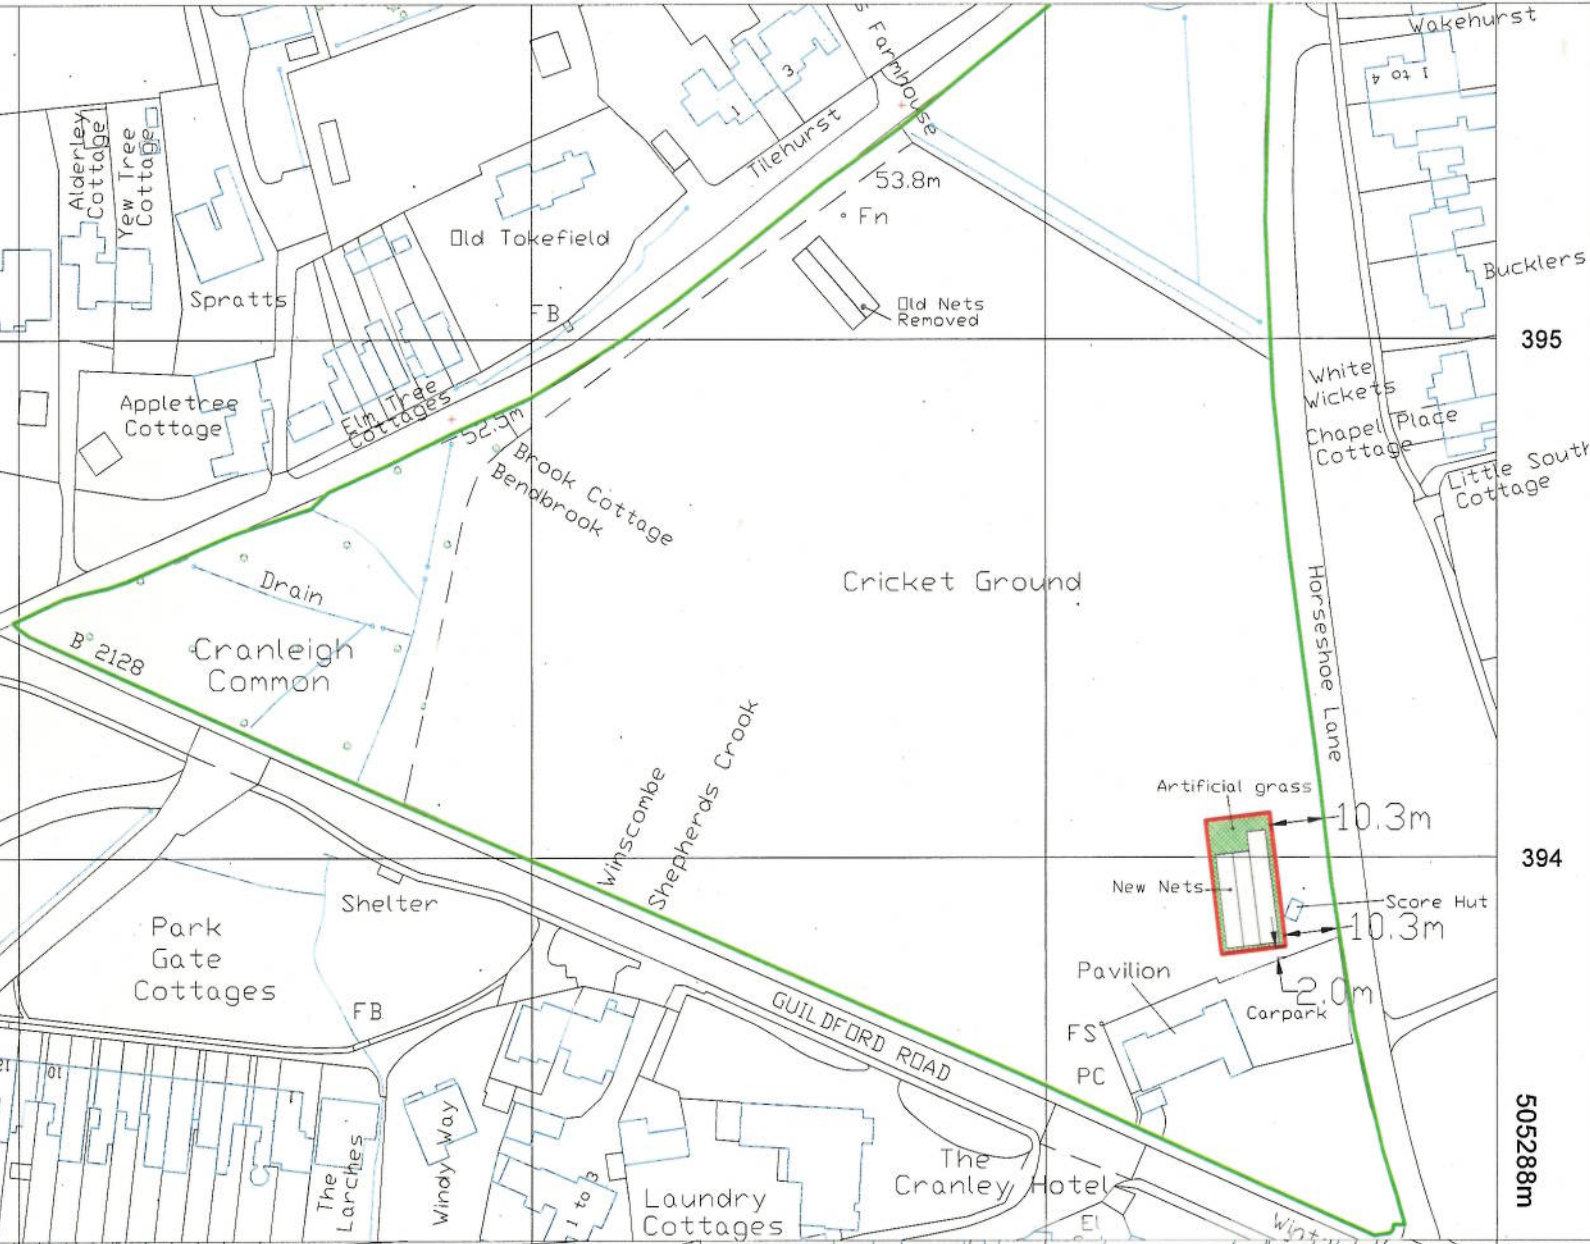 Wakehurst
1 to 4
s Farmhouse
3
1
Tilehurst
53.8m
Fn
Old Nets
Removed
Alderley
Cottage
Yew Tree
Cottage
Spratts
Old Tokefield
FB
Bucklers
395
Appletree
Cottage
Elm Tree
Cottages
52.5m
Brook Cottage
Bendbrook
White
Wickets
Chapel Place
Cottage
Little South
Cottage
Drain
Cricket Ground
B 2128
Cranleigh
Common
Horseshoe Lane
Winscombe
Shepherds Crook
Artificial grass
10.3m
394
New Nets
Score Hut
10.3m
Shelter
Park
Gate
Cottages
Pavilion
2.0m
Carpark
FB
FS
PC
GUILDFORD ROAD
12
10
1
The
Larches
Windy Way
1 to 3
Laundry
Cottages
The
Cranley Hotel
El
505288m